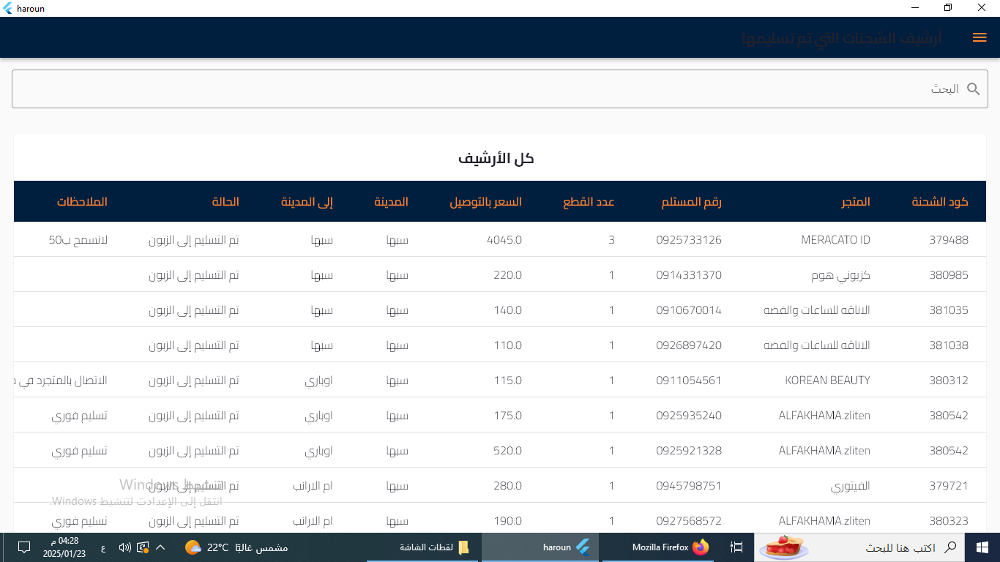 haroun
أرشيف الشحنات التي تم تسليمها
البحث
كل الأرشيف
كود الشحنة المتجر رقم المستلم عدد القطع السعر بالتوصيل المدينة إلى المدينة الحالة الملاحظات
379488 MERACATO ID 0925733126 3 4045.0 سبها سبها تم التسليم إلى الزبون لانسمح ب50
380985 كزيوني هوم 0914331370 1 220.0 سبها سبها تم التسليم إلى الزبون
381035 الاناقه للساعات والفضه 0910670014 1 140.0 سبها سبها تم التسليم إلى الزبون
381038 الاناقه للساعات والفضه 0926897420 1 110.0 سبها سبها تم التسليم إلى الزبون
380312 KOREAN BEAUTY 0911054561 1 115.0 سبها اوباري تم التسليم إلى الزبون الاتصال بالمتجرد في
380542 ALFAKHAMA.zliten 0925935240 1 175.0 سبها اوباري تم التسليم إلى الزبون تسليم فوري
380542 ALFAKHAMA.zliten 0925921328 1 520.0 سبها اوباري تم التسليم إلى الزبون تسليم فوري
379721 الفيتوري 0945798751 1 280.0 سبها ام الارانب تم التسليم إلى الزبون
380323 ALFAKHAMA.zliten 0927568572 1 190.0 سبها ام الارانب تم التسليم إلى الزبون تسليم فوري
تنشيط Windows
انتقل إلى الإعدادت لتنشيط Windows.
اكتب هنا للبحث
Mozilla Firefox
haroun
لقطات الشاشة
22°C مشمس غالبًا
ع
04:28 م
2025/01/23